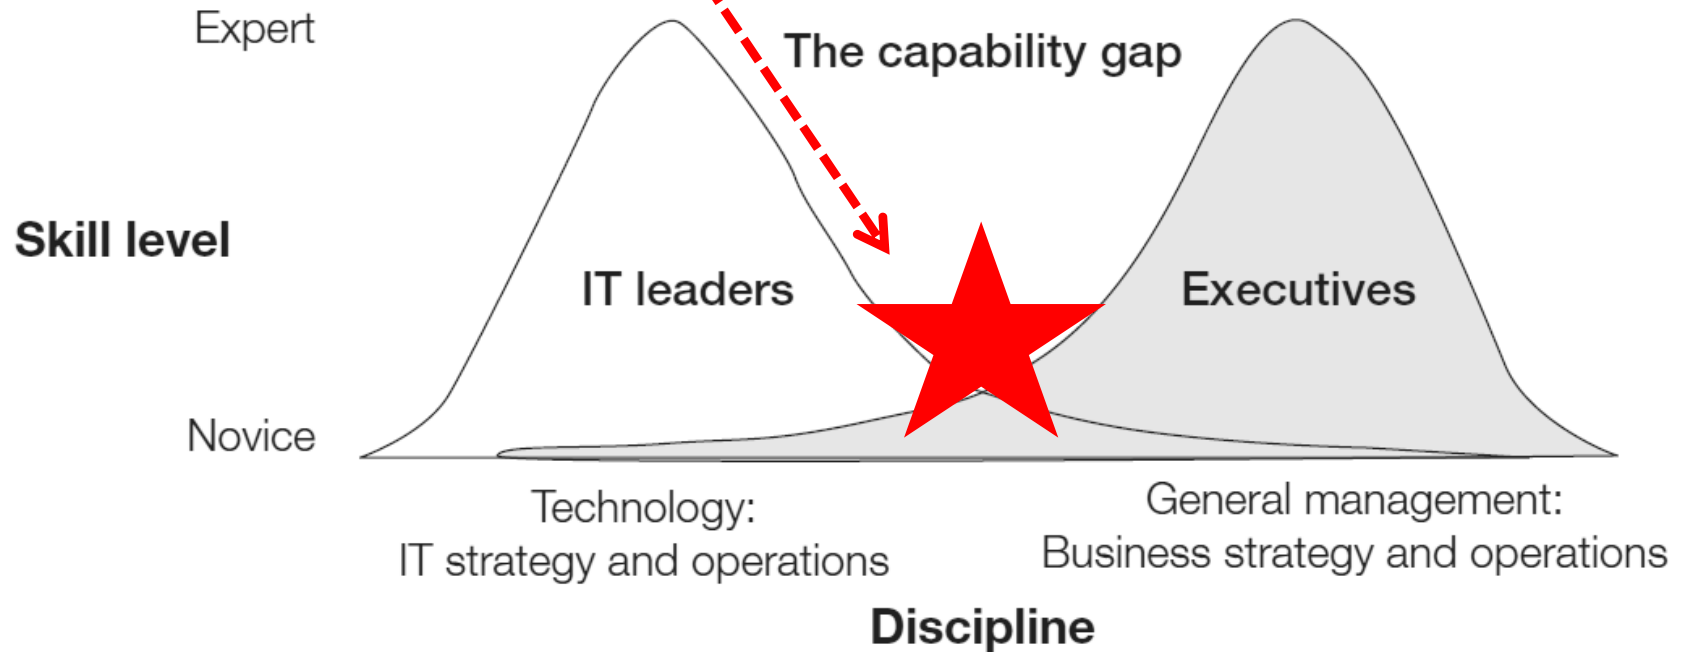 Expert
The capability gap
Skill level
IT leaders
Executives
Novice
Technology:
IT strategy and operations
General management:
Business strategy and operations
Discipline